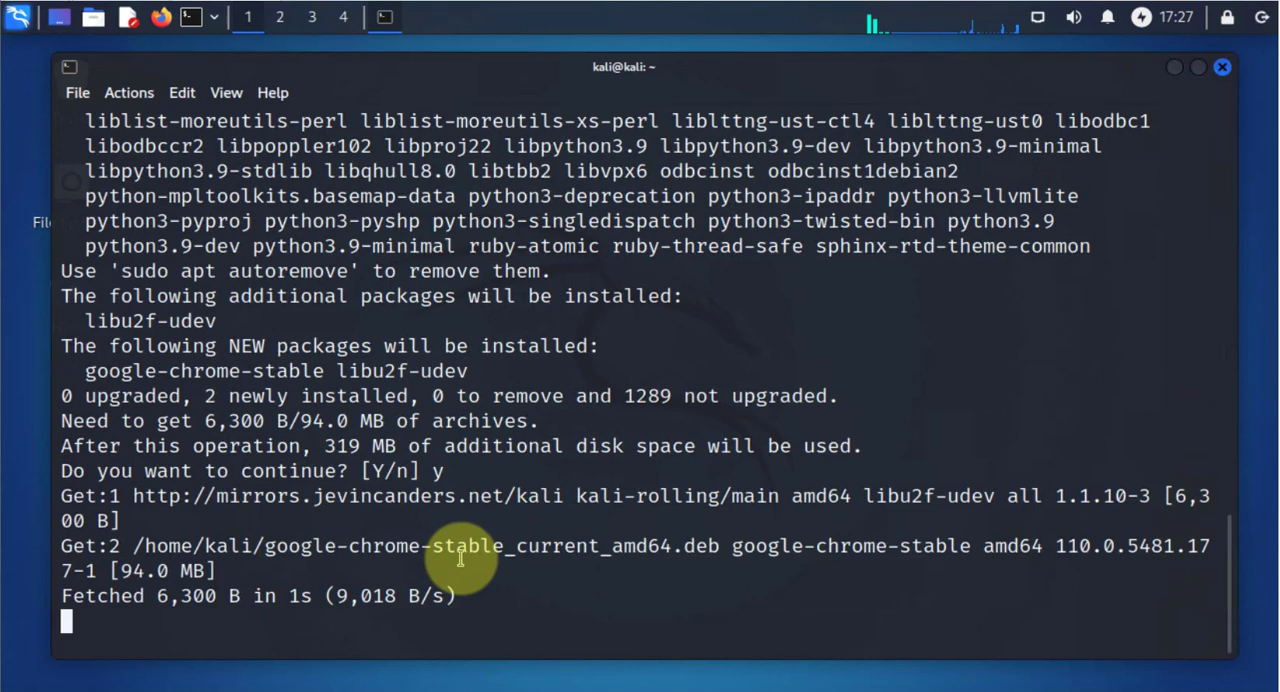 1 2 3 4 17:27
kali@kali: ~
File Actions Edit View Help
liblist-moreutils-perl liblist-moreutils-xs-perl liblttng-ust-ctl4 liblttng-ust0 libodbc1
libodbccr2 libpoppler102 libproj22 libpython3.9 libpython3.9-dev libpython3.9-minimal
libpython3.9-stdlib libqhull8.0 libtbb2 libvpx6 odbcinst odbcinst1debian2
python-mpltoolkits.basemap-data python3-deprecation python3-ipaddr python3-llvmlite
python3-pyproj python3-pyshp python3-singledispatch python3-twisted-bin python3.9
python3.9-dev python3.9-minimal ruby-atomic ruby-thread-safe sphinx-rtd-theme-common
Use 'sudo apt autoremove' to remove them.
The following additional packages will be installed:
libu2f-udev
The following NEW packages will be installed:
google-chrome-stable libu2f-udev
0 upgraded, 2 newly installed, 0 to remove and 1289 not upgraded.
Need to get 6,300 B/94.0 MB of archives.
After this operation, 319 MB of additional disk space will be used.
Do you want to continue? [Y/n] y
Get:1 http://mirrors.jevincanders.net/kali kali-rolling/main amd64 libu2f-udev all 1.1.10-3 [6,3
00 B]
Get:2 /home/kali/google-chrome-stable_current_amd64.deb google-chrome-stable amd64 110.0.5481.17
7-1 [94.0 MB]
Fetched 6,300 B in 1s (9,018 B/s)